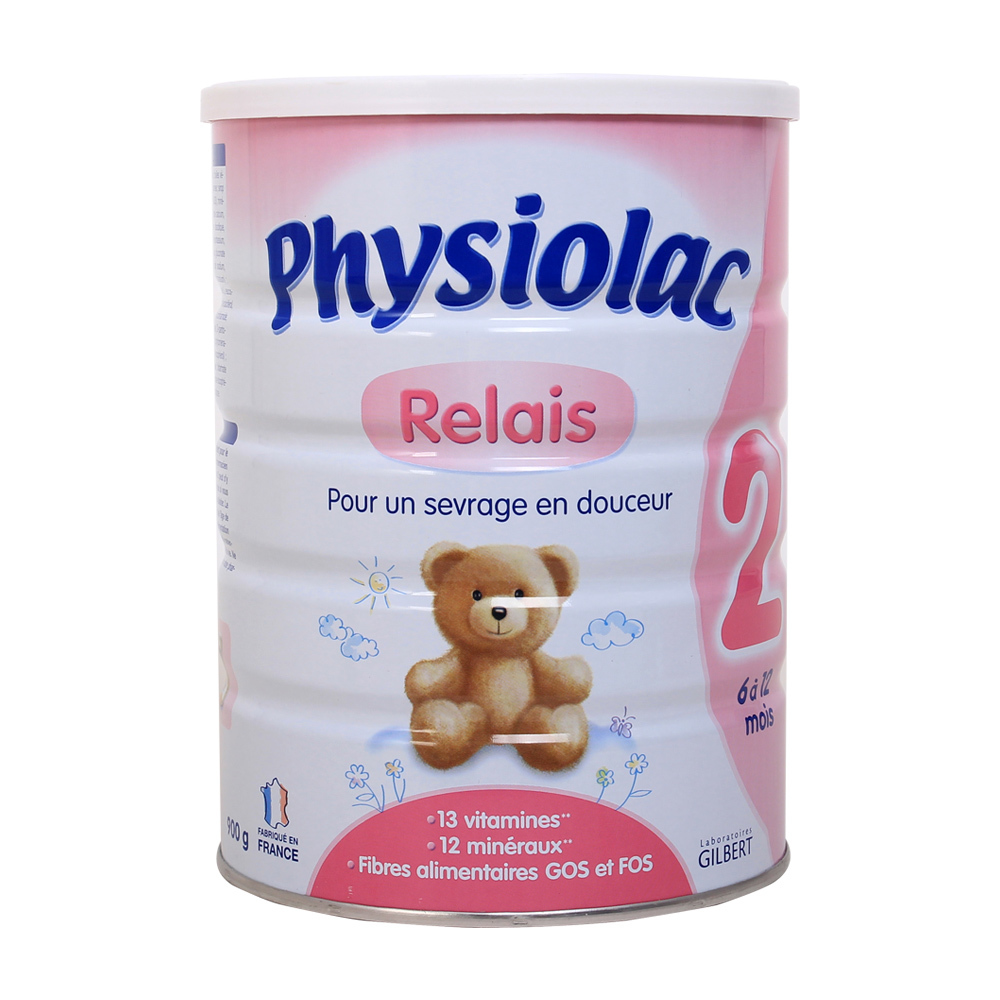 Physiolac
Relais
Pour un sevrage en douceur
2
6 à 12
mois
•13 vitamines**
•12 minéraux**
•Fibres alimentaires GOS et FOS
900 g
FABRIQUÉ EN
FRANCE
Laboratoires
GILBERT